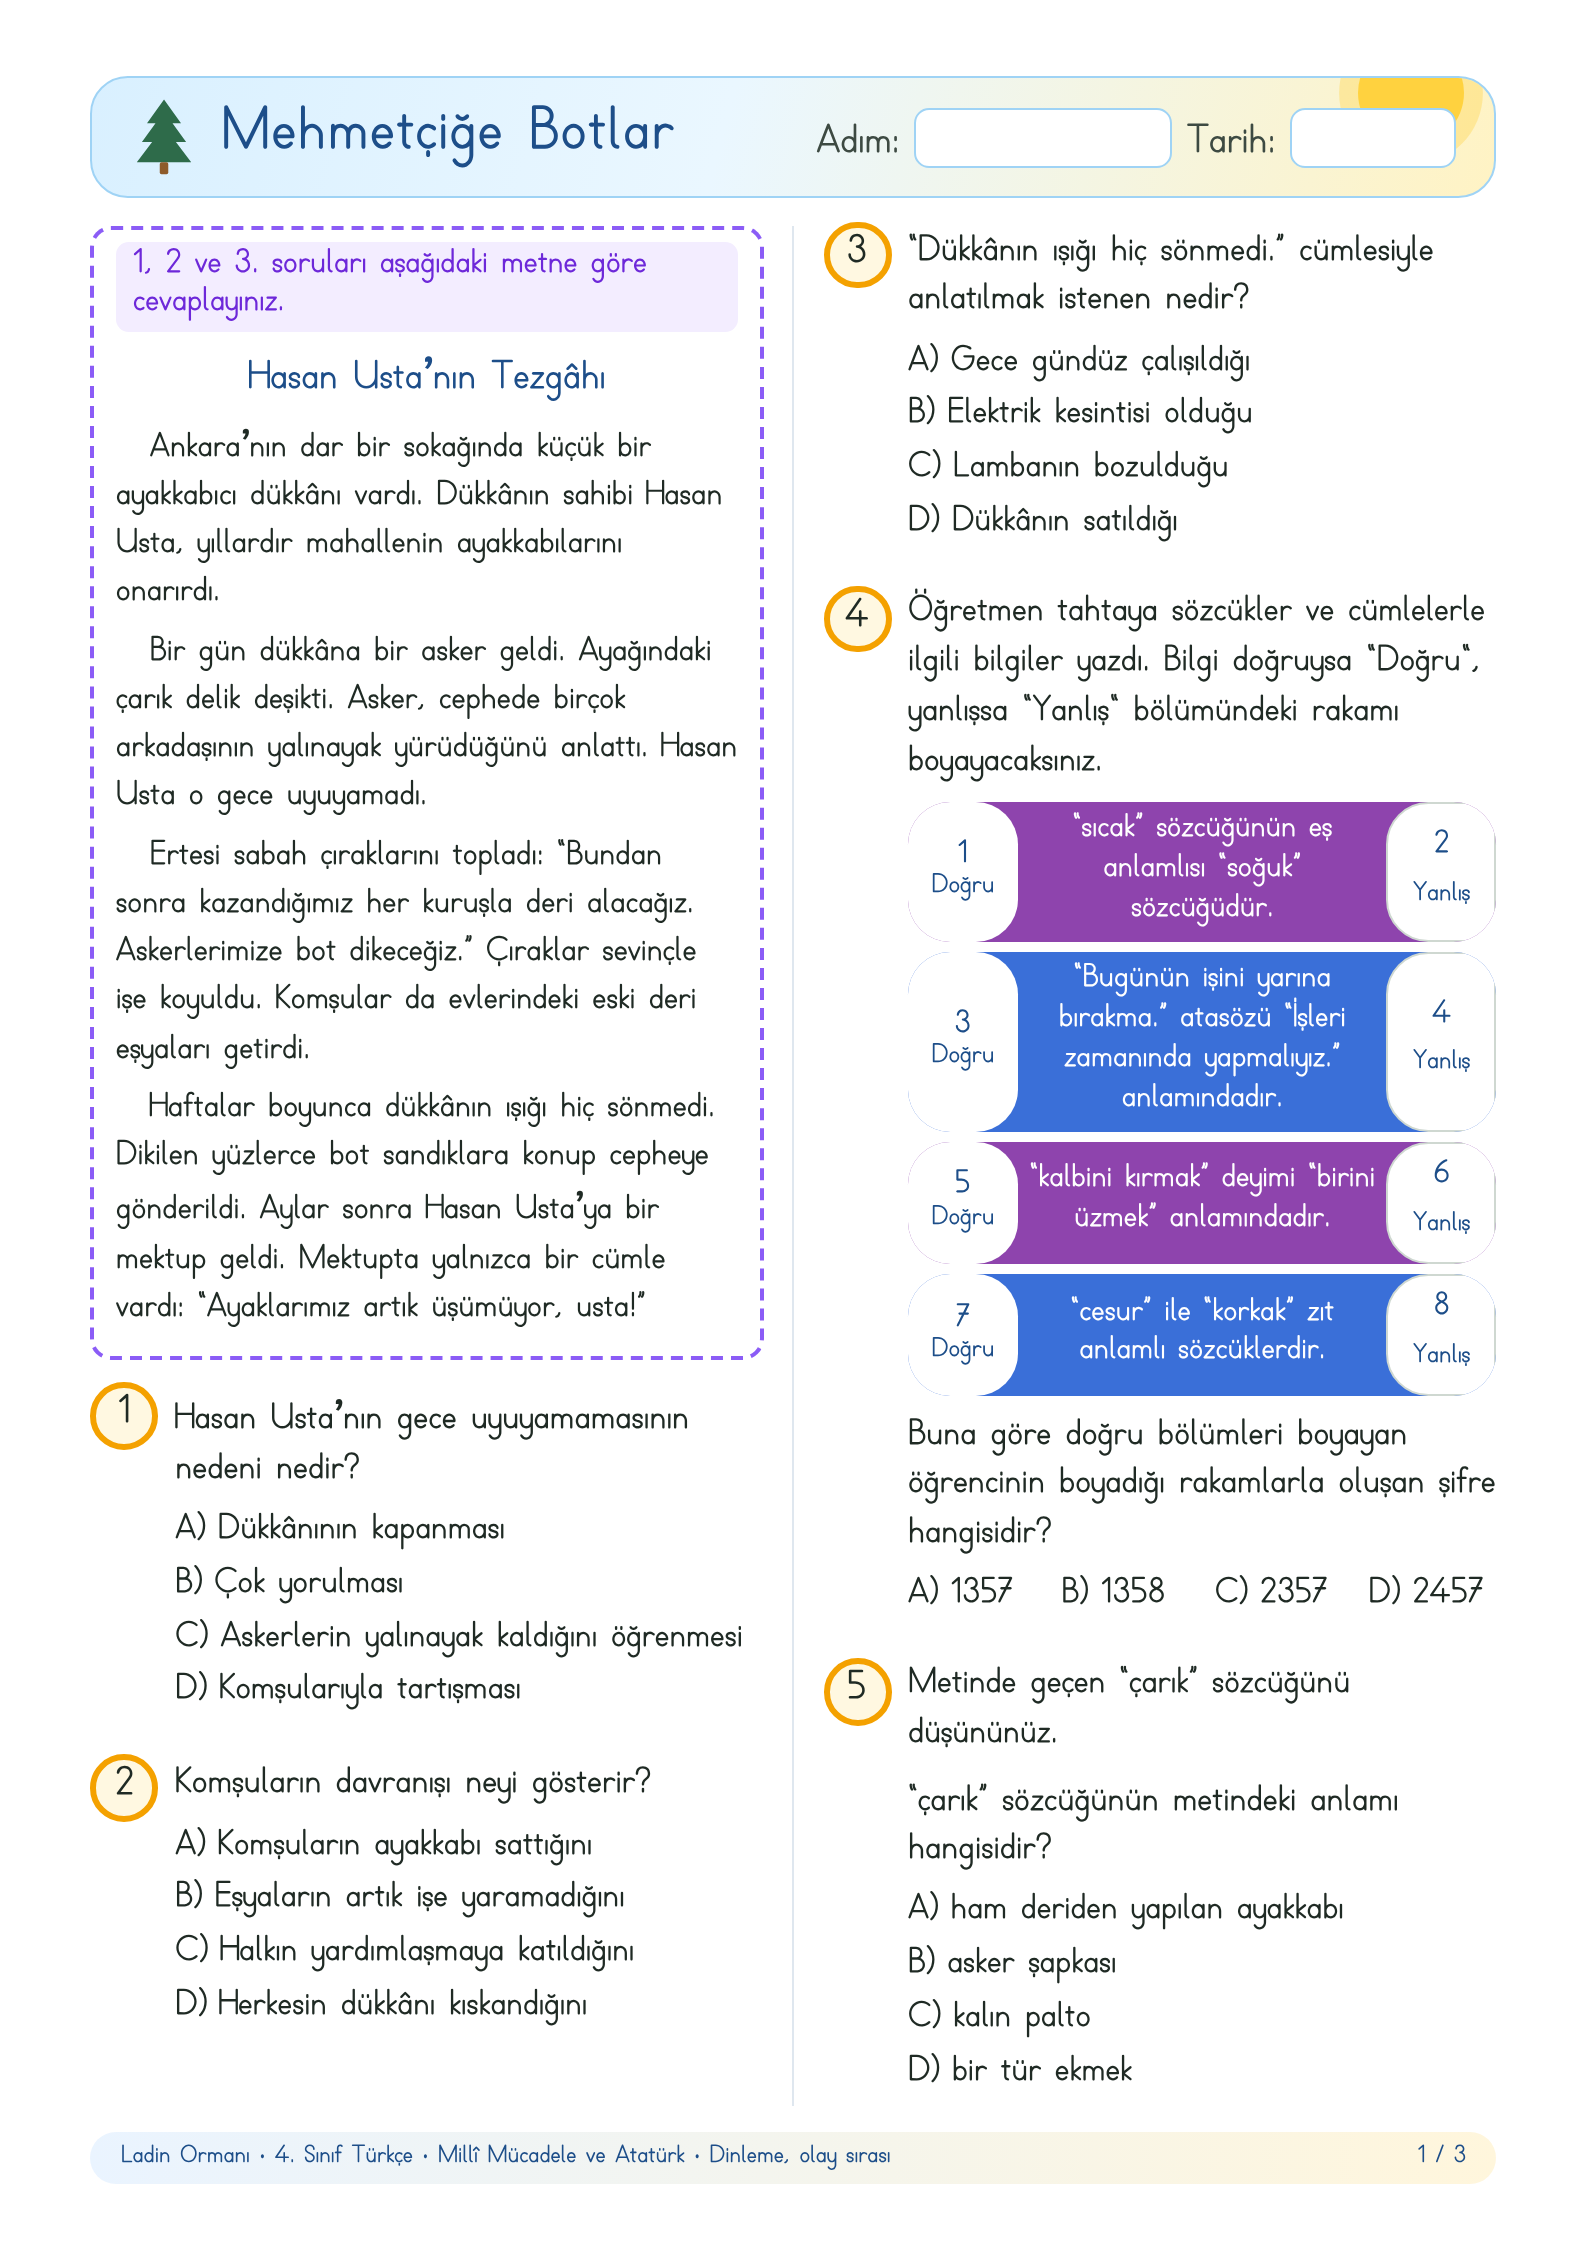 Mehmetçiğe Botlar
Adım:
Tarih:
1, 2 ve 3. soruları aşağıdaki metne göre
cevaplayınız.
Hasan Usta’nın Tezgâhı
Ankara’nın dar bir sokağında küçük bir
ayakkabıcı dükkânı vardı. Dükkânın sahibi Hasan
Usta, yıllardır mahallenin ayakkabılarını
onarırdı.
Bir gün dükkâna bir asker geldi. Ayağındaki
çarık delik deşikti. Asker, cephede birçok
arkadaşının yalınayak yürüdüğünü anlattı. Hasan
Usta o gece uyuyamadı.
Ertesi sabah çıraklarını topladı: “Bundan
sonra kazandığımız her kuruşla deri alacağız.
Askerlerimize bot dikeceğiz.” Çıraklar sevinçle
işe koyuldu. Komşular da evlerindeki eski deri
eşyaları getirdi.
Haftalar boyunca dükkânın ışığı hiç sönmedi.
Dikilen yüzlerce bot sandıklara konup cepheye
gönderildi. Aylar sonra Hasan Usta’ya bir
mektup geldi. Mektupta yalnızca bir cümle
vardı: “Ayaklarımız artık üşümüyor, usta!”
1
Hasan Usta’nın gece uyuyamamasının
nedeni nedir?
A) Dükkânının kapanması
B) Çok yorulması
C) Askerlerin yalınayak kaldığını öğrenmesi
D) Komşularıyla tartışması
2
Komşuların davranışı neyi gösterir?
A) Komşuların ayakkabı sattığını
B) Eşyaların artık işe yaramadığını
C) Halkın yardımlaşmaya katıldığını
D) Herkesin dükkânı kıskandığını
3
“Dükkânın ışığı hiç sönmedi.” cümlesiyle
anlatılmak istenen nedir?
A) Gece gündüz çalışıldığı
B) Elektrik kesintisi olduğu
C) Lambanın bozulduğu
D) Dükkânın satıldığı
4
Öğretmen tahtaya sözcükler ve cümlelerle
ilgili bilgiler yazdı. Bilgi doğruysa “Doğru“,
yanlışsa “Yanlış“ bölümündeki rakamı
boyayacaksınız.
1
Doğru
“sıcak” sözcüğünün eş
anlamlısı “soğuk”
sözcüğüdür.
2
Yanlış
3
Doğru
“Bugünün işini yarına
bırakma.” atasözü “İşleri
zamanında yapmalıyız.”
anlamındadır.
4
Yanlış
5
Doğru
“kalbini kırmak” deyimi “birini
üzmek” anlamındadır.
6
Yanlış
7
Doğru
“cesur” ile “korkak” zıt
anlamlı sözcüklerdir.
8
Yanlış
Buna göre doğru bölümleri boyayan
öğrencinin boyadığı rakamlarla oluşan şifre
hangisidir?
A) 1357 B) 1358 C) 2357 D) 2457
5
Metinde geçen “çarık” sözcüğünü
düşününüz.
“çarık” sözcüğünün metindeki anlamı
hangisidir?
A) ham deriden yapılan ayakkabı
B) asker şapkası
C) kalın palto
D) bir tür ekmek
Ladin Ormanı • 4. Sınıf Türkçe • Millî Mücadele ve Atatürk • Dinleme, olay sırası
1 / 3